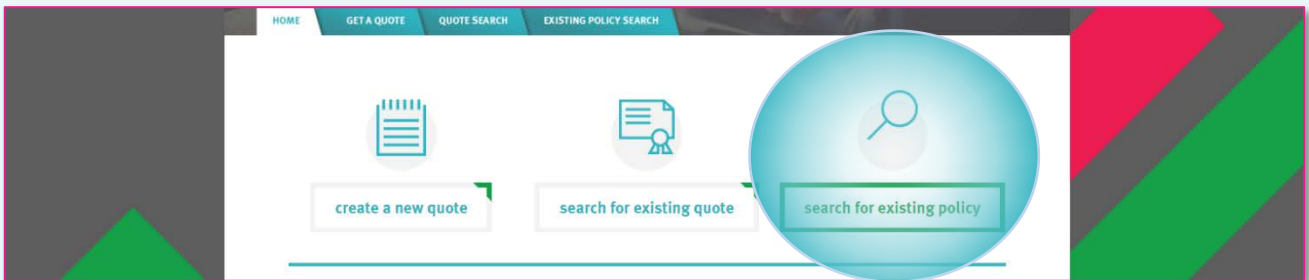 HOME GET A QUOTE QUOTE SEARCH EXISTING POLICY SEARCH
create a new quote search for existing quote search for existing policy